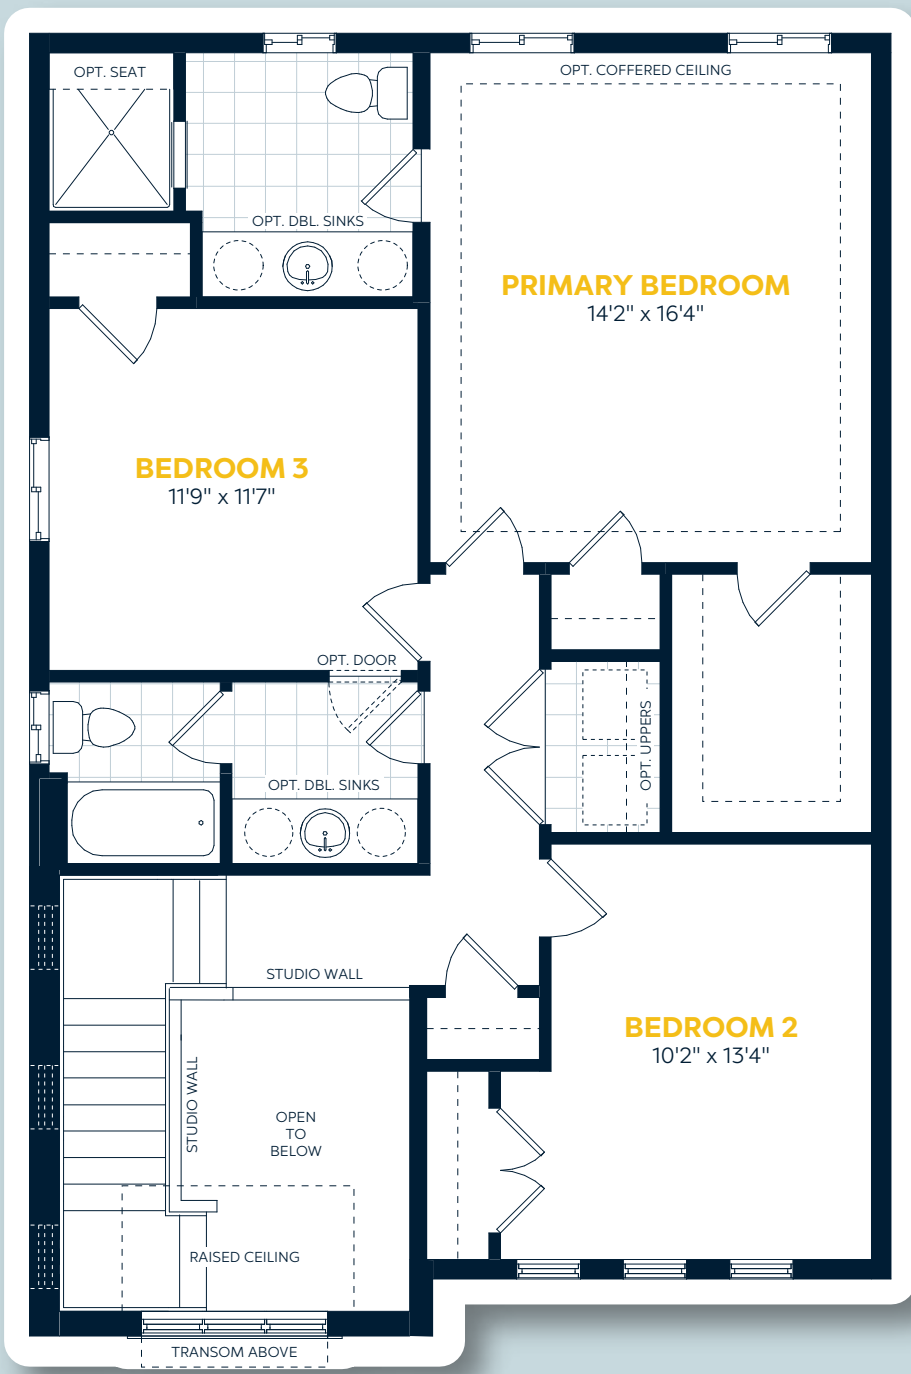 OPT. SEAT
OPT. COFFERED CEILING
OPT. DBL. SINKS
PRIMARY BEDROOM
14'2" x 16'4"
BEDROOM 3
11'9" x 11'7"
OPT. DOOR
OPT. UPPERS
OPT. DBL. SINKS
STUDIO WALL
BEDROOM 2
10'2" x 13'4"
STUDIO WALL
OPEN
TO
BELOW
RAISED CEILING
TRANSOM ABOVE